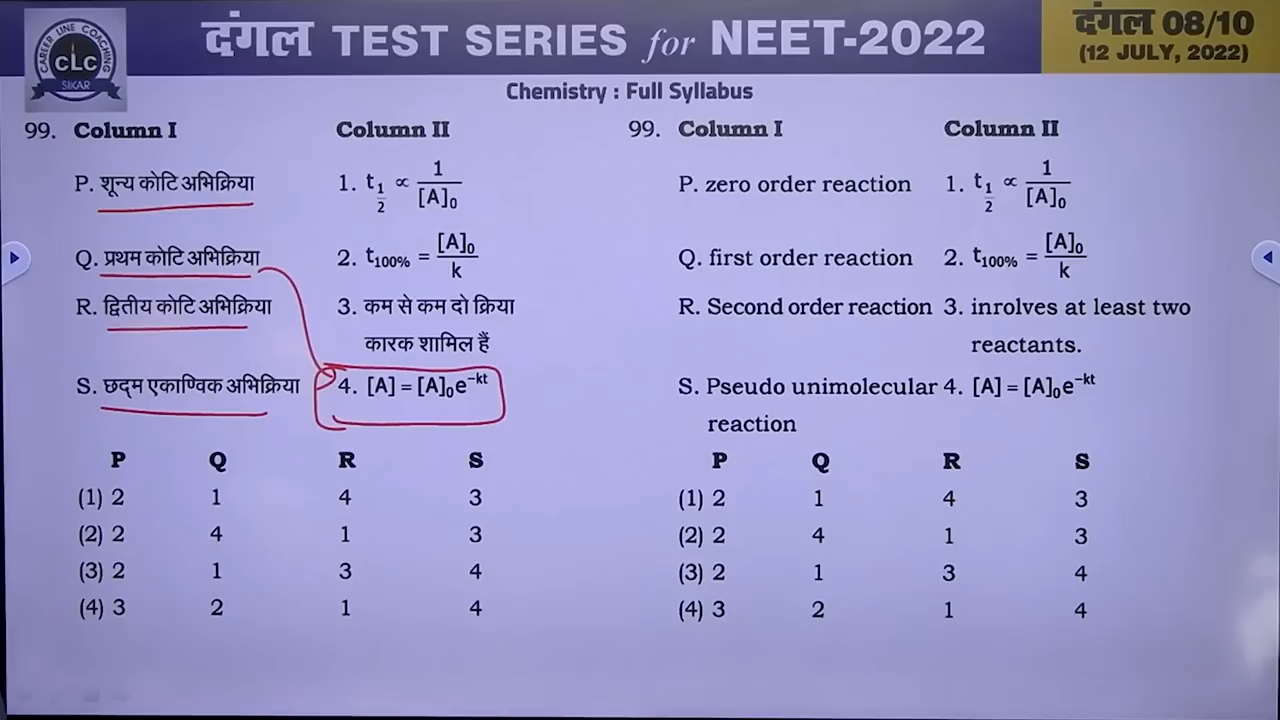 दंगल TEST SERIES for NEET-2022
दंगल 08/10
(12 JULY, 2022)
CAREER LINE COACHING
CLC
SIKAR
Chemistry : Full Syllabus
99. Column I Column II
P. शून्य कोटि अभिक्रिया 1. t1/2 ∝ 1/[A]₀
Q. प्रथम कोटि अभिक्रिया 2. t100% = [A]₀/k
R. द्वितीय कोटि अभिक्रिया 3. कम से कम दो क्रिया
कारक शामिल हैं
S. छद्म एकाण्विक अभिक्रिया 4. [A] = [A]₀e⁻ᵏᵗ
P Q R S
(1) 2 1 4 3
(2) 2 4 1 3
(3) 2 1 3 4
(4) 3 2 1 4
99. Column I Column II
P. zero order reaction 1. t1/2 ∝ 1/[A]₀
Q. first order reaction 2. t100% = [A]₀/k
R. Second order reaction 3. inrolves at least two
reactants.
S. Pseudo unimolecular 4. [A] = [A]₀e⁻ᵏᵗ
reaction
P Q R S
(1) 2 1 4 3
(2) 2 4 1 3
(3) 2 1 3 4
(4) 3 2 1 4